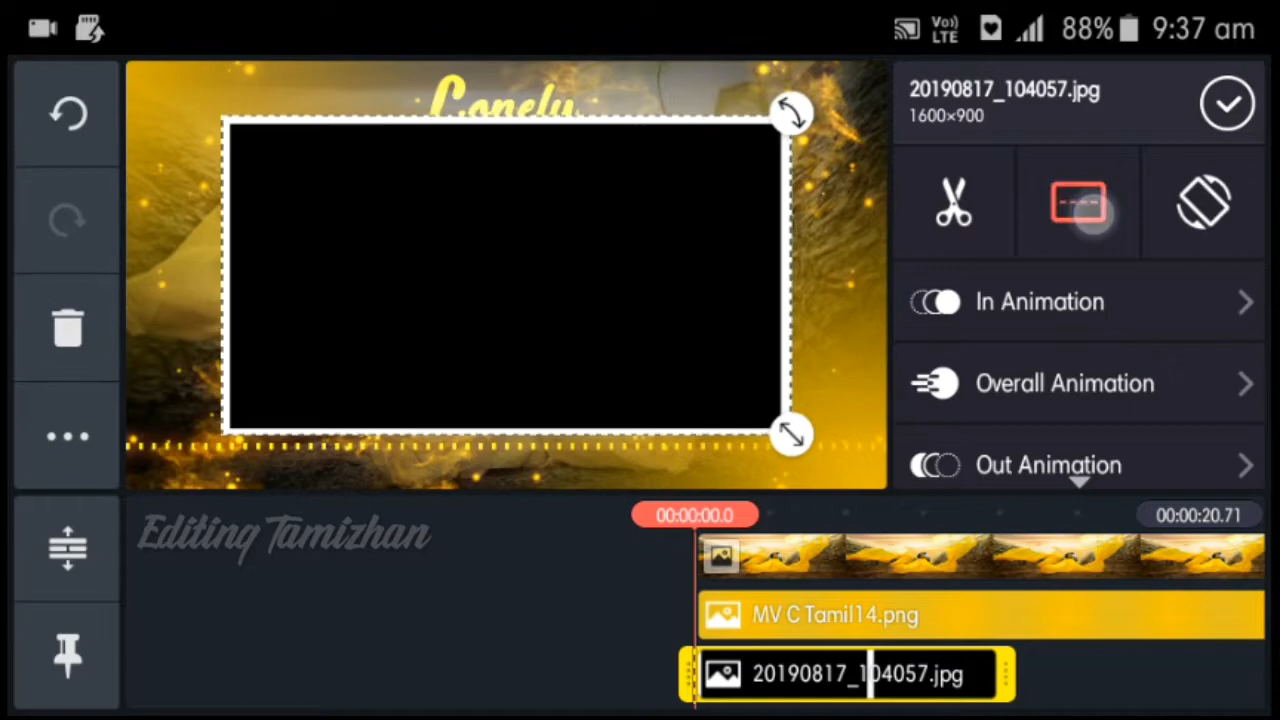 Vo))
LTE
88%
9:37 am
Lonely
20190817_104057.jpg
1600×900
In Animation
Overall Animation
Out Animation
00:00:00.0
00:00:20.71
Editing Tamizhan
MV C Tamil14.png
20190817_104057.jpg